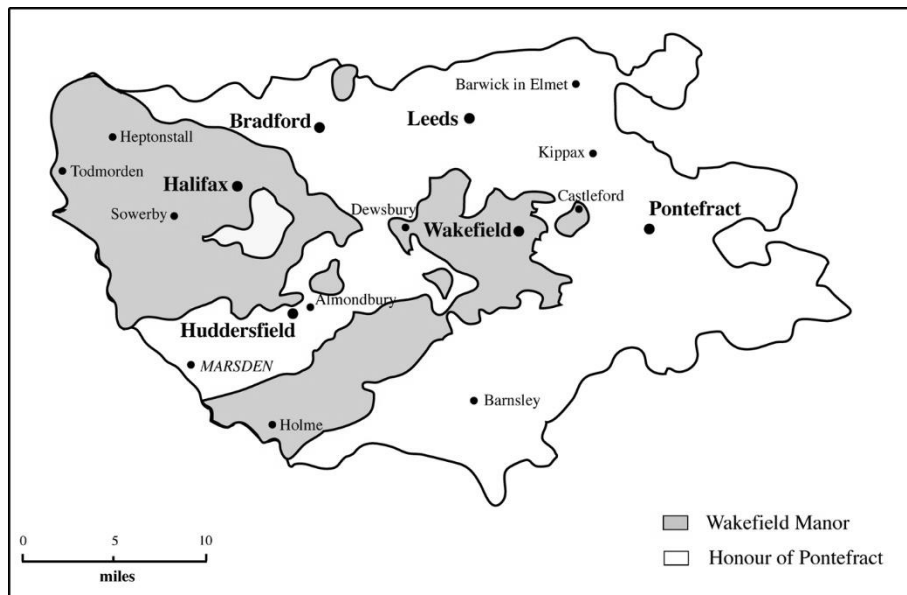 Barwick in Elmet
Bradford
Leeds
Heptonstall
Kippax
Todmorden
Halifax
Castleford
Sowerby
Dewsbury
Pontefract
Wakefield
Almondbury
Huddersfield
MARSDEN
Barnsley
Holme
Wakefield Manor
0 5 10
Honour of Pontefract
miles